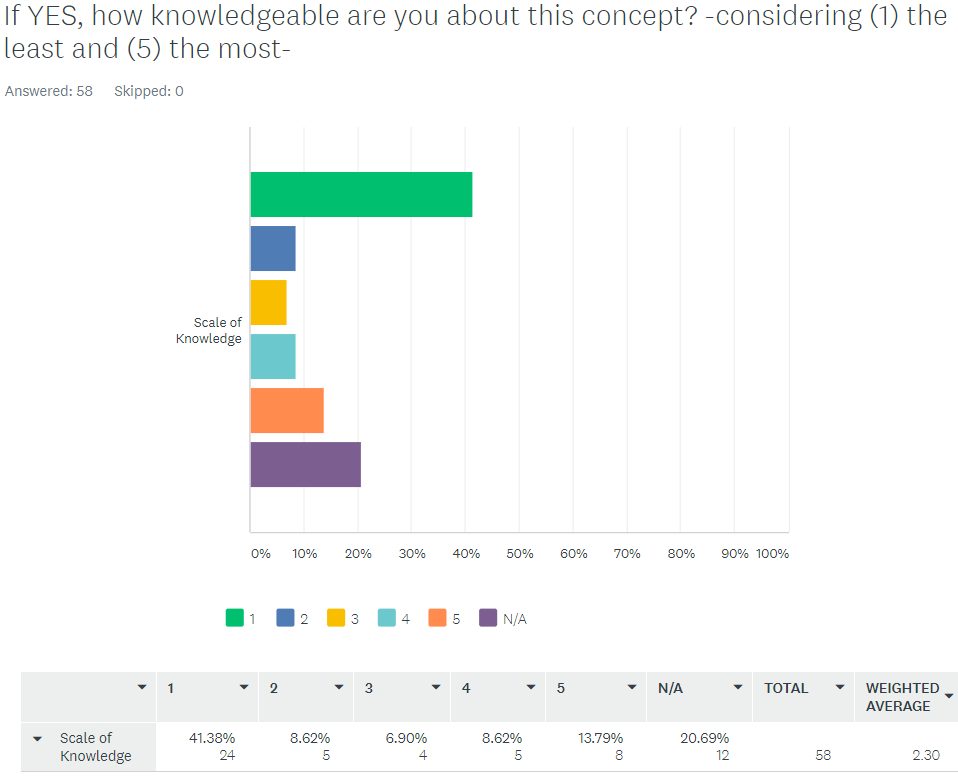 If YES, how knowledgeable are you about this concept? -considering (1) the
least and (5) the most-
Answered: 58 Skipped: 0
Scale of
Knowledge
0% 10% 20% 30% 40% 50% 60% 70% 80% 90% 100%
1 2 3 4 5 N/A
1 2 3 4 5 N/A TOTAL WEIGHTED
AVERAGE
Scale of 41.38% 8.62% 6.90% 8.62% 13.79% 20.69%
Knowledge 24 5 4 5 8 12 58 2.30